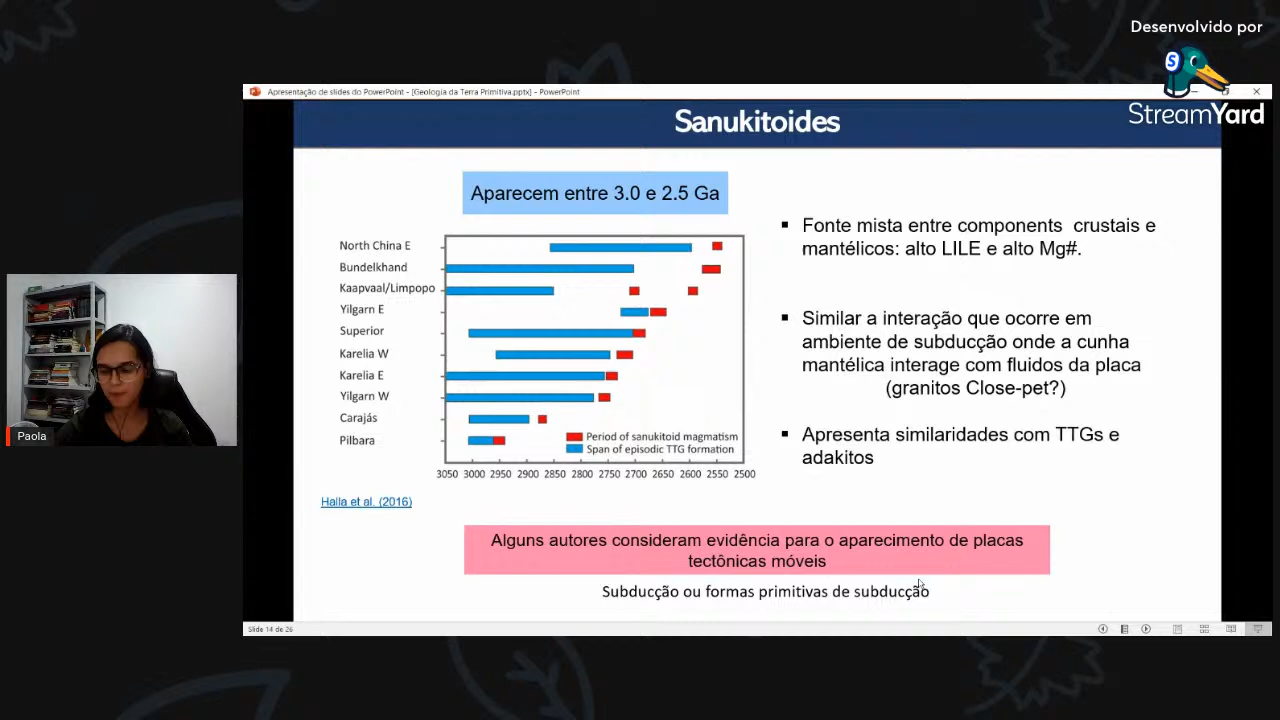 Desenvolvido por
StreamYard
Apresentação de slides do PowerPoint - [Geologia da Terra Primitiva.pptx] - PowerPoint
Sanukitoides
Aparecem entre 3.0 e 2.5 Ga
North China E
Bundelkhand
Kaapvaal/Limpopo
Yilgarn E
Superior
Karelia W
Karelia E
Yilgarn W
Carajás
Pilbara
Period of sanukitoid magmatism
Span of episodic TTG formation
3050 3000 2950 2900 2850 2800 2750 2700 2650 2600 2550 2500
Halla et al. (2016)
Fonte mista entre components crustais e
mantélicos: alto LILE e alto Mg#.
Similar a interação que ocorre em
ambiente de subducção onde a cunha
mantélica interage com fluidos da placa
(granitos Close-pet?)
Apresenta similaridades com TTGs e
adakitos
Alguns autores consideram evidência para o aparecimento de placas
tectônicas móveis
Subducção ou formas primitivas de subducção
Slide 14 de 26
Paola